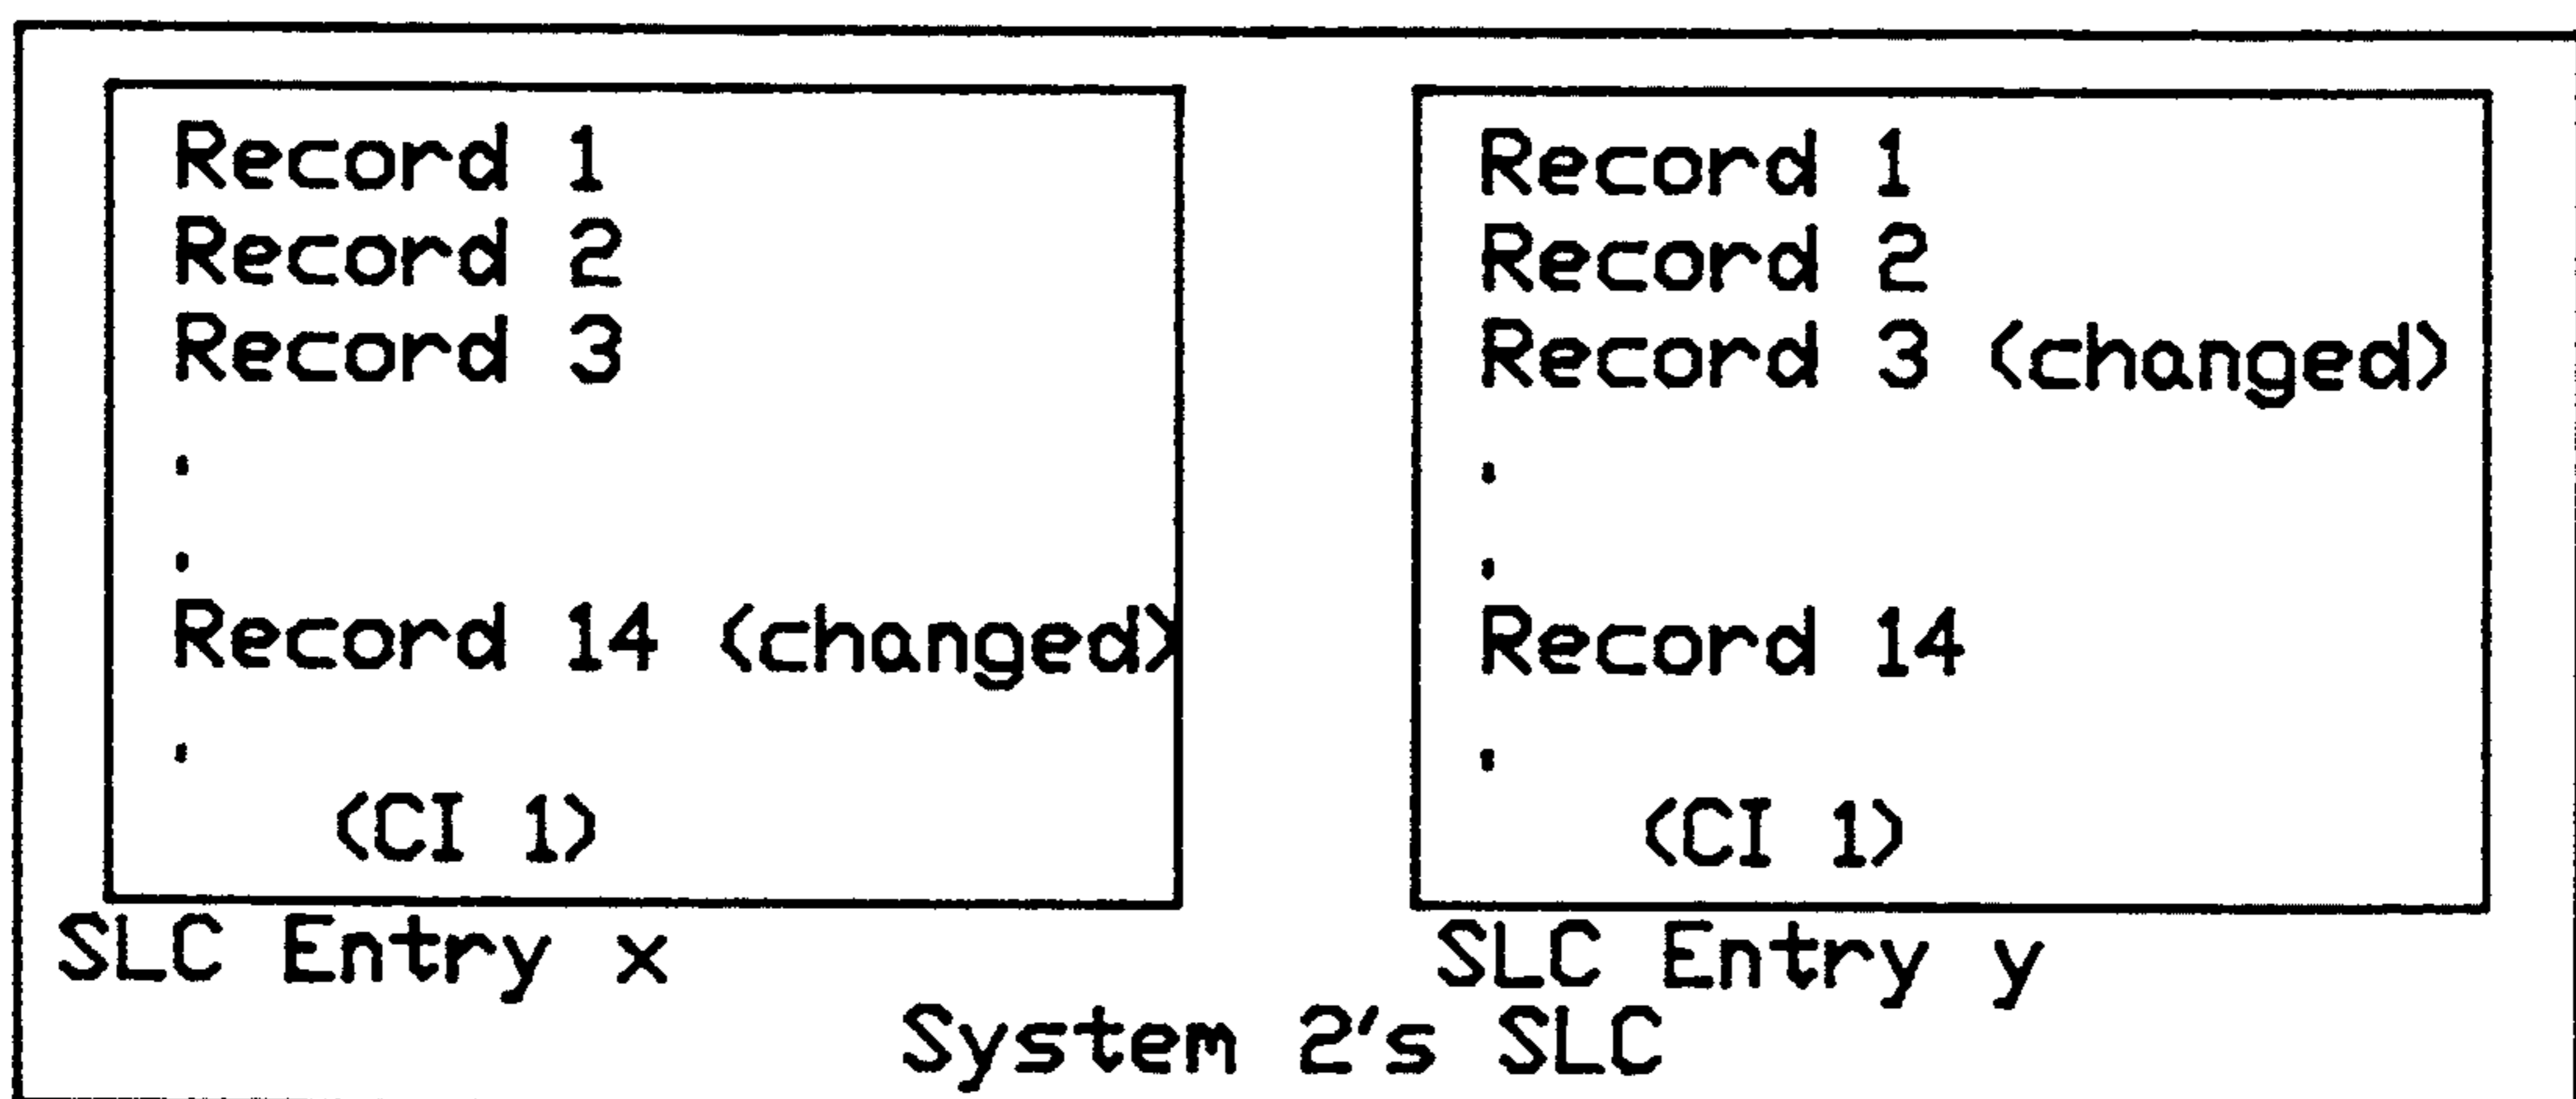 Record 1
Record 2
Record 3
.
.
Record 14 (changed)
.
(CI 1)
SLC Entry x
Record 1
Record 2
Record 3 (changed)
.
.
Record 14
.
(CI 1)
SLC Entry y
System 2's SLC